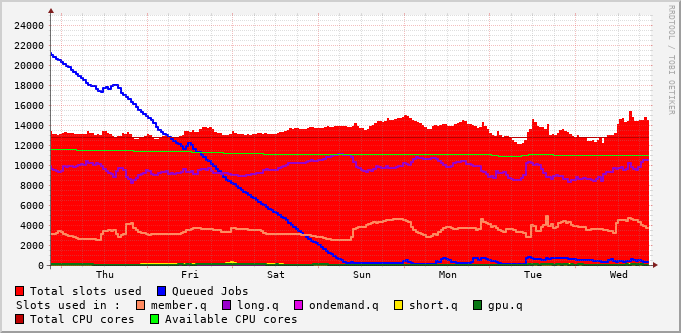 RRDTOOL / TOBI OETIKER
24000
22000
20000
18000
16000
14000
12000
10000
8000
6000
4000
2000
0
Thu Fri Sat Sun Mon Tue Wed
Total slots used Queued Jobs
Slots used in : member.q long.q ondemand.q short.q gpu.q
Total CPU cores Available CPU cores